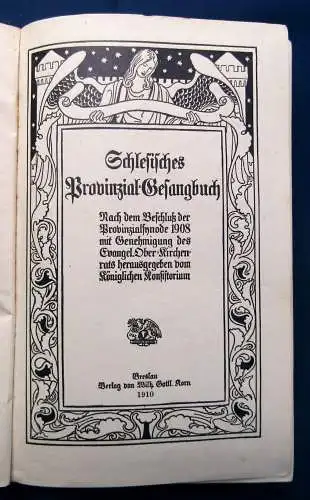 Schlesisches
Provinzial-Gesangbuch
Nach dem Beschluß der
Provinzialsynode 1908
mit Genehmigung des
Evangel. Ober-Kirchen-
rats herausgegeben vom
Königlichen Konsistorium
Breslau
Verlag von Wilh. Gottl. Korn
1910